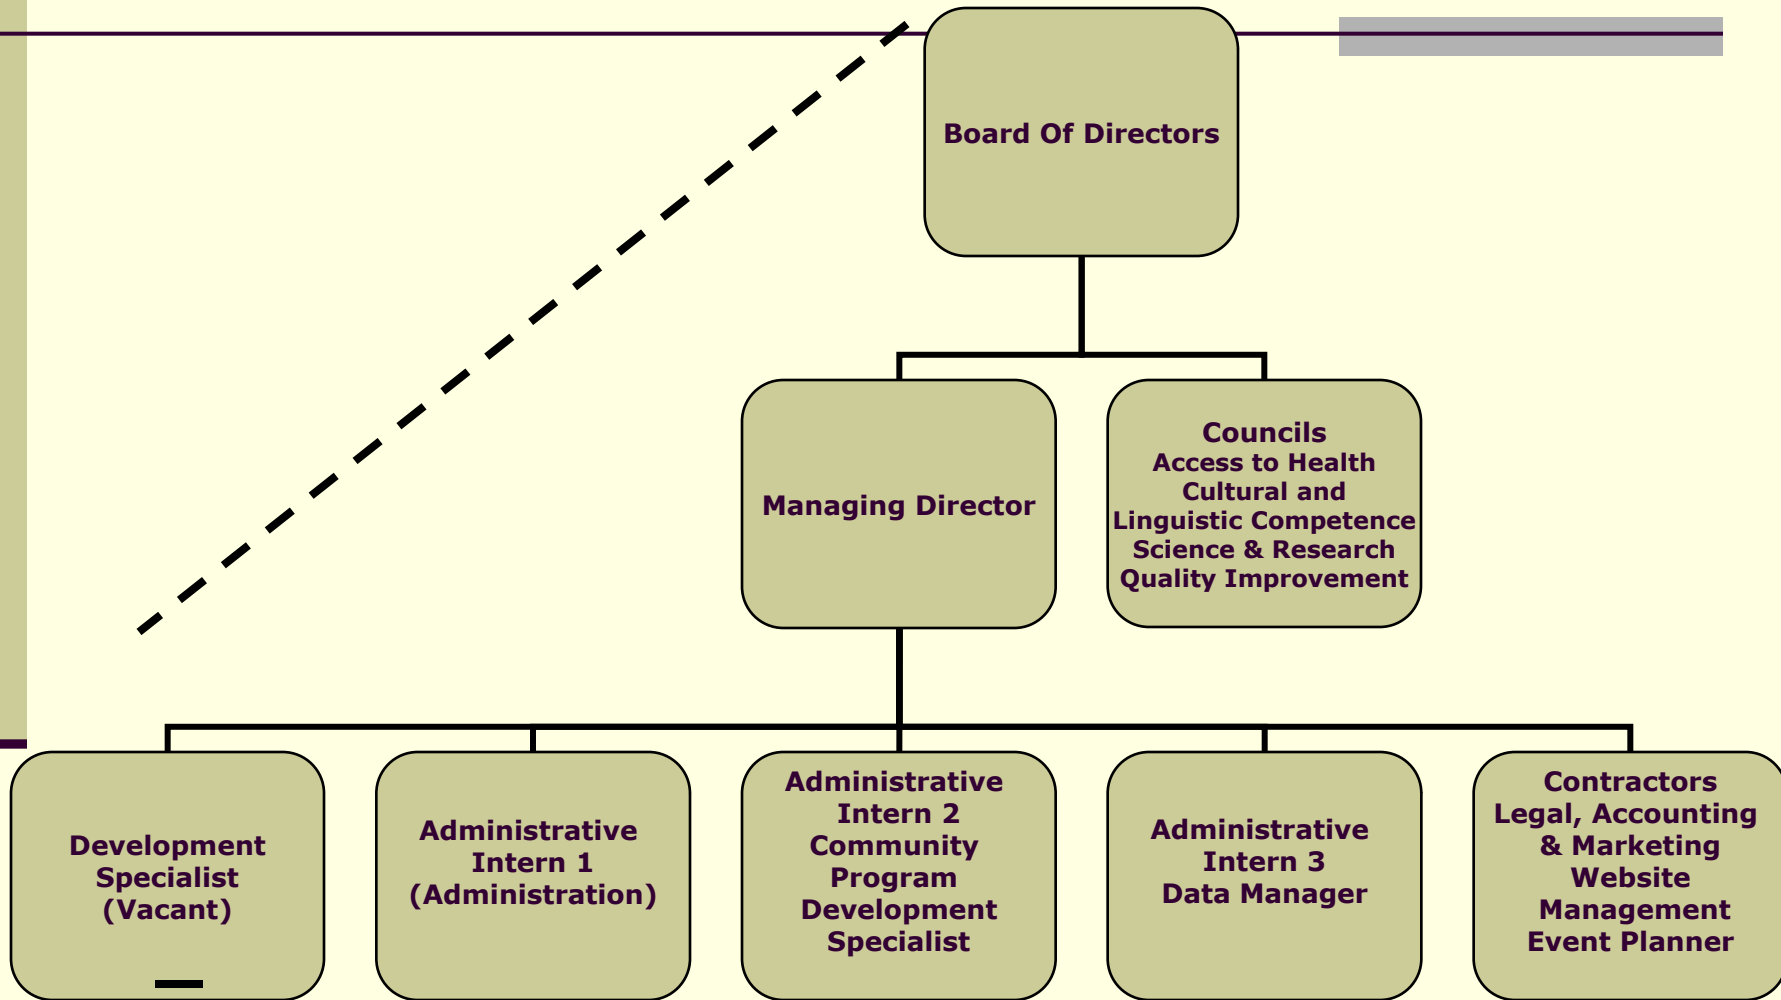 Board Of Directors
Managing Director
Councils
Access to Health
Cultural and
Linguistic Competence
Science & Research
Quality Improvement
Development
Specialist
(Vacant)
Administrative
Intern 1
(Administration)
Administrative
Intern 2
Community
Program
Development
Specialist
Administrative
Intern 3
Data Manager
Contractors
Legal, Accounting
& Marketing
Website
Management
Event Planner